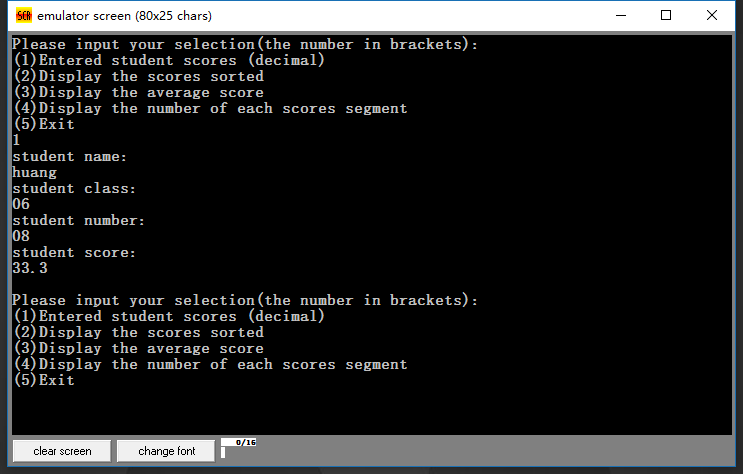 SCR emulator screen (80x25 chars)
Please input your selection(the number in brackets):
(1)Entered student scores (decimal)
(2)Display the scores sorted
(3)Display the average score
(4)Display the number of each scores segment
(5)Exit
1
student name:
huang
student class:
06
student number:
08
student score:
33.3
Please input your selection(the number in brackets):
(1)Entered student scores (decimal)
(2)Display the scores sorted
(3)Display the average score
(4)Display the number of each scores segment
(5)Exit
clear screen change font 0/16